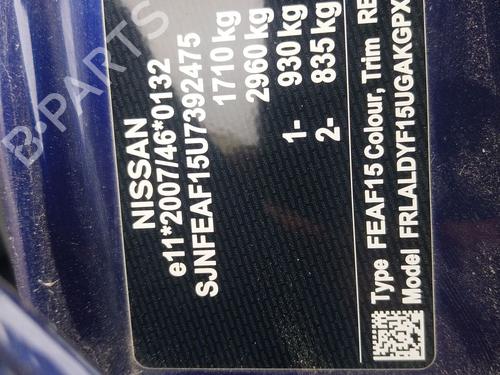 NISSAN
e11*2007/46*0132
SJNFEAF15U7392475
1710 kg
2960 kg
1- 930 kg
2- 835 kg
Type FEAF15 Colour, Trim
Model FRLALDYF15UGAKGPX
B-PARTS